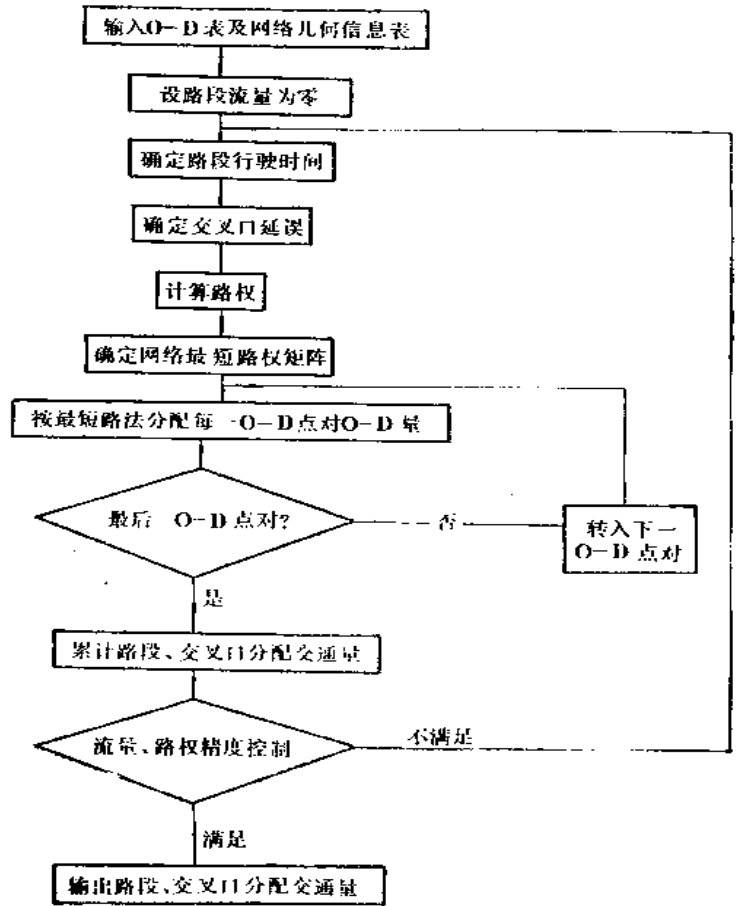 输入O-D表及网络几何信息表
设路段流量为零
确定路段行驶时间
确定交叉口延误
计算路权
确定网络最短路权矩阵
按最短路法分配每一O-D点对O-D量
最后 O-D点对?
否
转入下一
O-D点对
是
累计路段、交叉口分配交通量
流量、路权精度控制
不满足
满足
输出路段、交叉口分配交通量